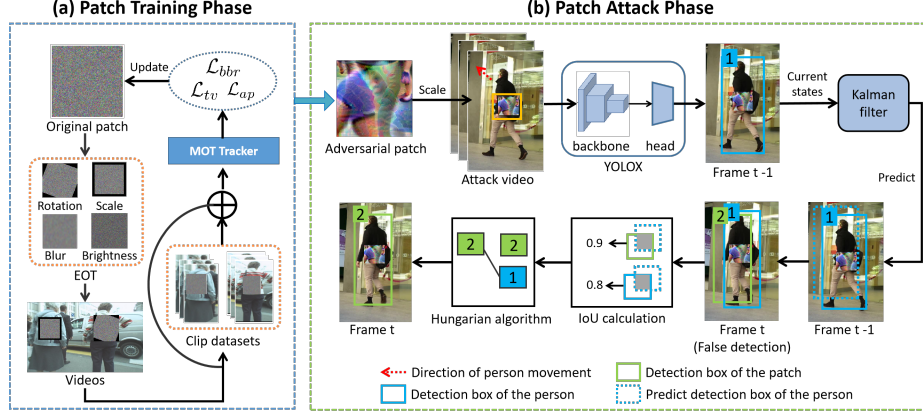 (a) Patch Training Phase
Update
L_bbr
L_tv L_ap
Original patch
MOT Tracker
Rotation Scale
Blur Brightness
EOT
Clip datasets
Videos
(b) Patch Attack Phase
Adversarial patch
Scale
Attack video
backbone head
YOLOX
1
Frame t -1
Current
states
Kalman
filter
Predict
1
Frame t -1
2 1
Frame t
(False detection)
0.9
0.8
IoU calculation
2 2
1
Hungarian algorithm
2
Frame t
Direction of person movement
Detection box of the patch
Detection box of the person
Predict detection box of the person